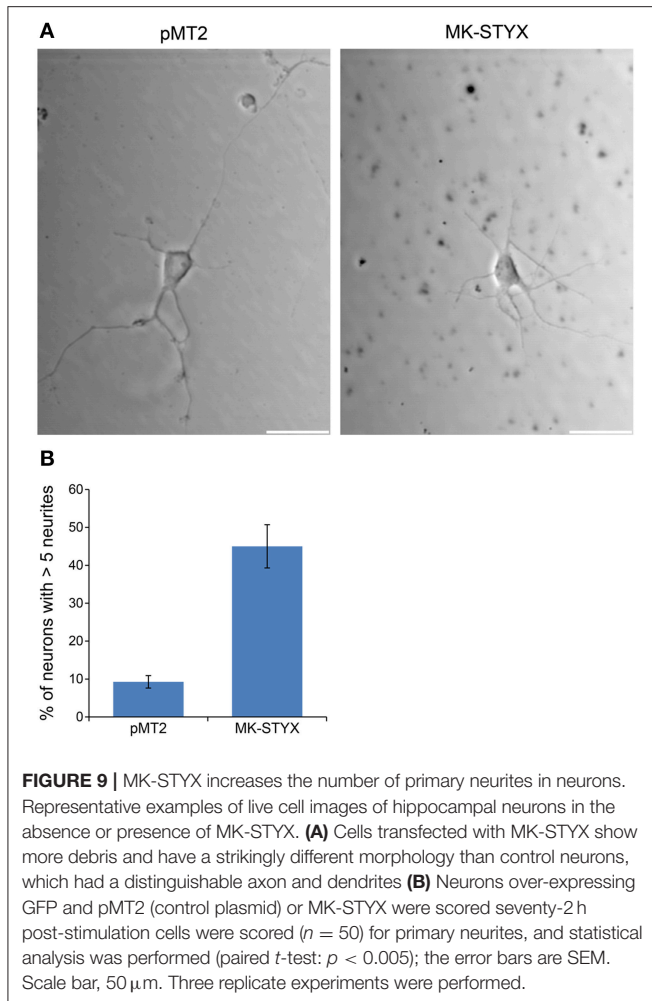 A
pMT2
MK-STYX
B
% of neurons with > 5 neurites
60
50
40
30
20
10
0
pMT2
MK-STYX
FIGURE 9 | MK-STYX increases the number of primary neurites in neurons.
Representative examples of live cell images of hippocampal neurons in the
absence or presence of MK-STYX. (A) Cells transfected with MK-STYX show
more debris and have a strikingly different morphology than control neurons,
which had a distinguishable axon and dendrites (B) Neurons over-expressing
GFP and pMT2 (control plasmid) or MK-STYX were scored seventy-2 h
post-stimulation cells were scored (n = 50) for primary neurites, and statistical
analysis was performed (paired t-test: p < 0.005); the error bars are SEM.
Scale bar, 50 μm. Three replicate experiments were performed.